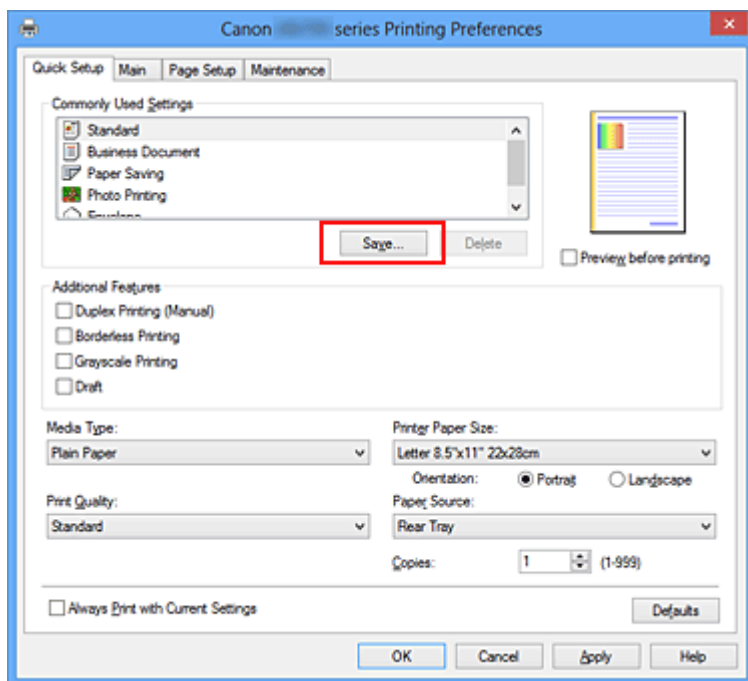 Canon series Printing Preferences
Quick Setup Main Page Setup Maintenance
Commonly Used Settings
Standard
Business Document
Paper Saving
Photo Printing
Envelope
Save... Delete
Preview before printing
Additional Features
Duplex Printing (Manual)
Borderless Printing
Grayscale Printing
Draft
Media Type:
Plain Paper
Printer Paper Size:
Letter 8.5"x11" 22x28cm
Orientation: Portrait Landscape
Print Quality:
Standard
Paper Source:
Rear Tray
Copies: 1 (1-999)
Always Print with Current Settings
Defaults
OK Cancel Apply Help